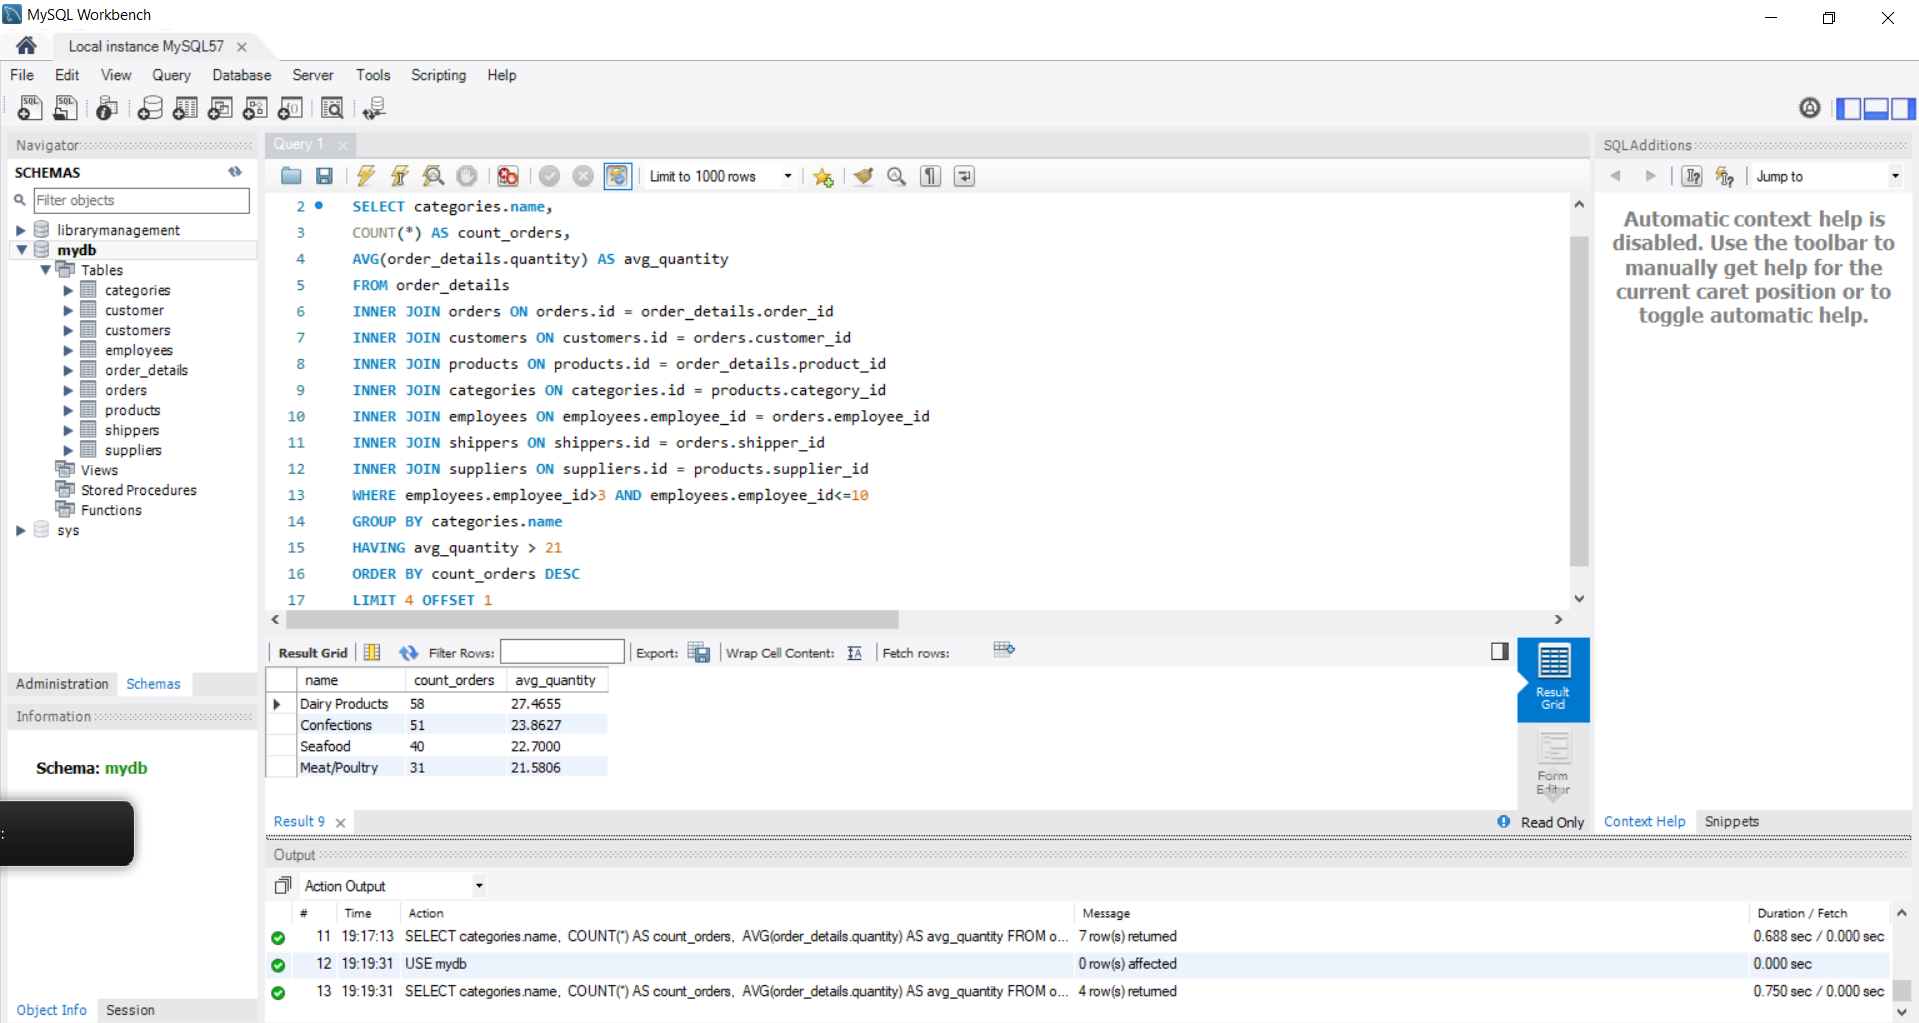 MySQL Workbench
Local instance MySQL57
File Edit View Query Database Server Tools Scripting Help
Navigator
SCHEMAS
Filter objects
librarymanagement
mydb
Tables
categories
customer
customers
employees
order_details
orders
products
shippers
suppliers
Views
Stored Procedures
Functions
sys
Administration Schemas
Information
Schema: mydb
:
Object Info Session
Query 1
Limit to 1000 rows
2 SELECT categories.name,
3 COUNT(*) AS count_orders,
4 AVG(order_details.quantity) AS avg_quantity
5 FROM order_details
6 INNER JOIN orders ON orders.id = order_details.order_id
7 INNER JOIN customers ON customers.id = orders.customer_id
8 INNER JOIN products ON products.id = order_details.product_id
9 INNER JOIN categories ON categories.id = products.category_id
10 INNER JOIN employees ON employees.employee_id = orders.employee_id
11 INNER JOIN shippers ON shippers.id = orders.shipper_id
12 INNER JOIN suppliers ON suppliers.id = products.supplier_id
13 WHERE employees.employee_id>3 AND employees.employee_id<=10
14 GROUP BY categories.name
15 HAVING avg_quantity > 21
16 ORDER BY count_orders DESC
17 LIMIT 4 OFFSET 1
Result Grid Filter Rows: Export: Wrap Cell Content: Fetch rows:
name count_orders avg_quantity
Dairy Products 58 27.4655
Confections 51 23.8627
Seafood 40 22.7000
Meat/Poultry 31 21.5806
Result Grid
Form Editor
Result 9 Read Only
SQLAdditions
Jump to
Automatic context help is
disabled. Use the toolbar to
manually get help for the
current caret position or to
toggle automatic help.
Context Help Snippets
Output
Action Output
# Time Action Message Duration / Fetch
11 19:17:13 SELECT categories.name, COUNT(*) AS count_orders, AVG(order_details.quantity) AS avg_quantity FROM o... 7 row(s) returned 0.688 sec / 0.000 sec
12 19:19:31 USE mydb 0 row(s) affected 0.000 sec
13 19:19:31 SELECT categories.name, COUNT(*) AS count_orders, AVG(order_details.quantity) AS avg_quantity FROM o... 4 row(s) returned 0.750 sec / 0.000 sec